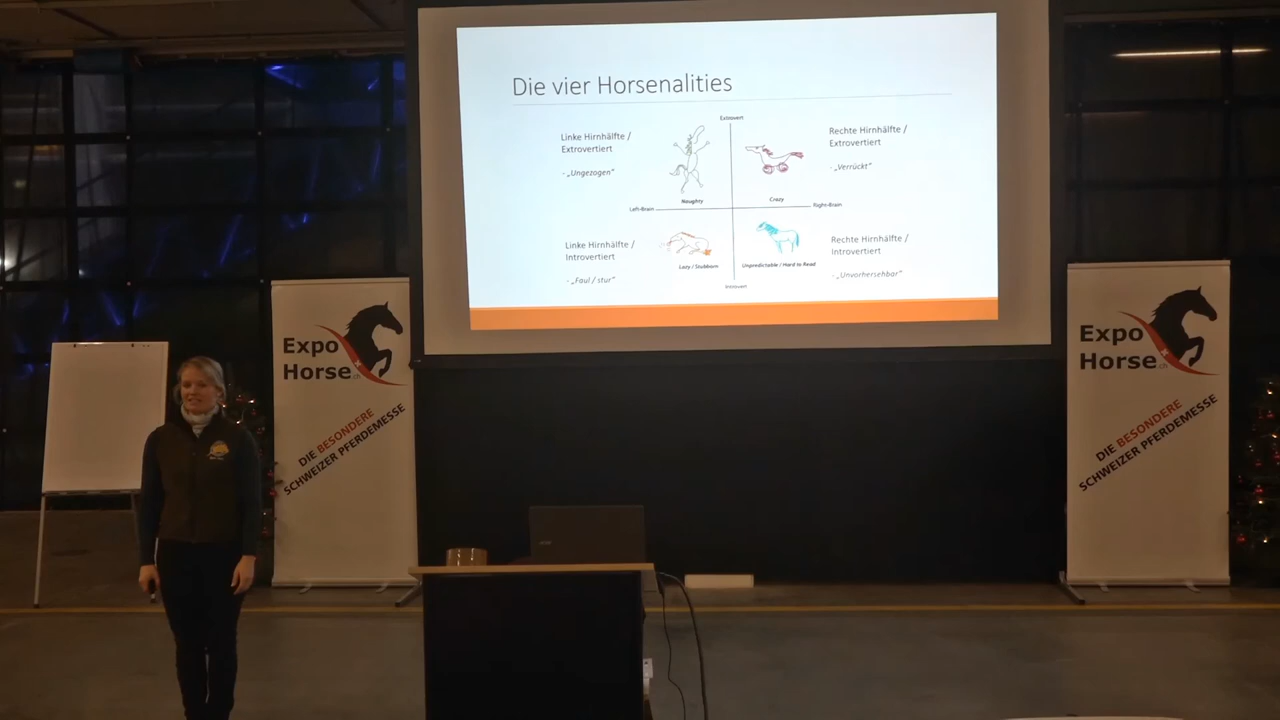 Die vier Horsenalities
Extrovert
Linke Hirnhälfte /
Extrovertiert
- „Ungezogen“
Rechte Hirnhälfte /
Extrovertiert
- „Verrückt“
Naughty
Crazy
Left-Brain
Right-Brain
Linke Hirnhälfte /
Introvertiert
- „Faul / stur“
Rechte Hirnhälfte /
Introvertiert
- „Unvorhersehbar“
Lazy / Stubborn
Unpredictable / Hard to Read
Introvert
Expo
Horse.ch
DIE BESONDERE
SCHWEIZER PFERDEMESSE
Expo
Horse.ch
DIE BESONDERE
SCHWEIZER PFERDEMESSE